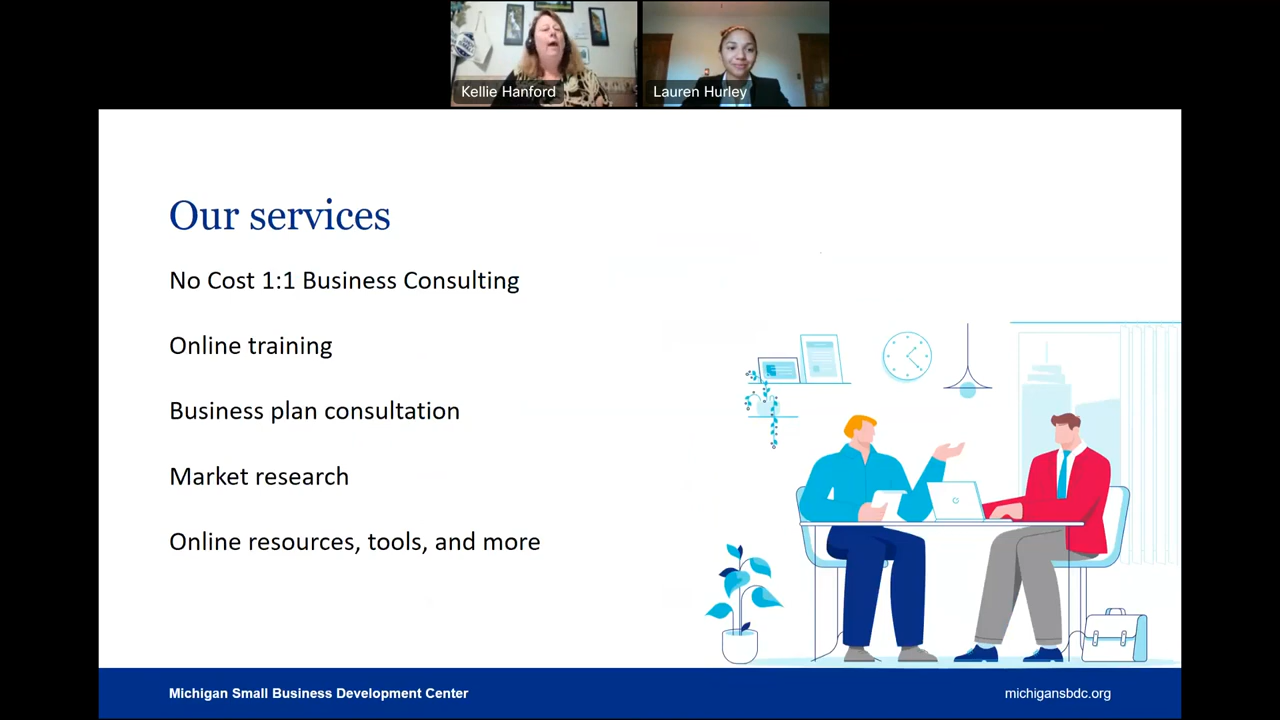 Kellie Hanford
Lauren Hurley
Our services
No Cost 1:1 Business Consulting
Online training
Business plan consultation
Market research
Online resources, tools, and more
Michigan Small Business Development Center
michigansbdc.org